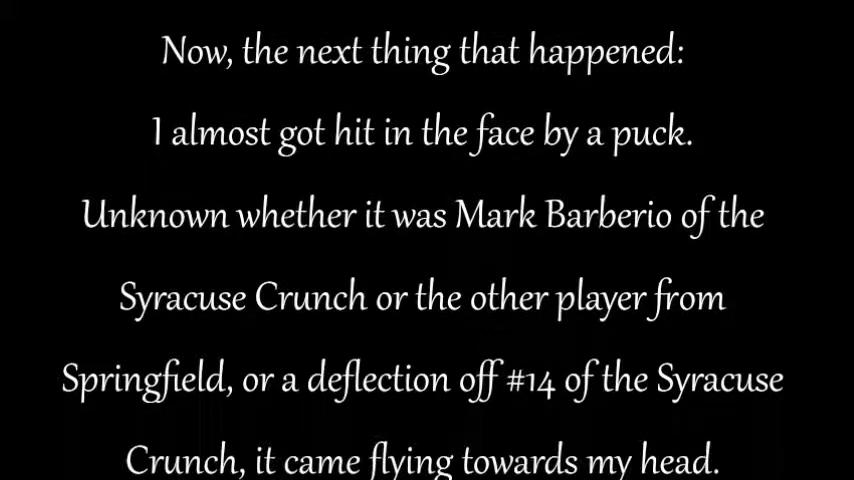 Now, the next thing that happened:
I almost got hit in the face by a puck.
Unknown whether it was Mark Barberio of the
Syracuse Crunch or the other player from
Springfield, or a deflection off #14 of the Syracuse
Crunch, it came flying towards my head.